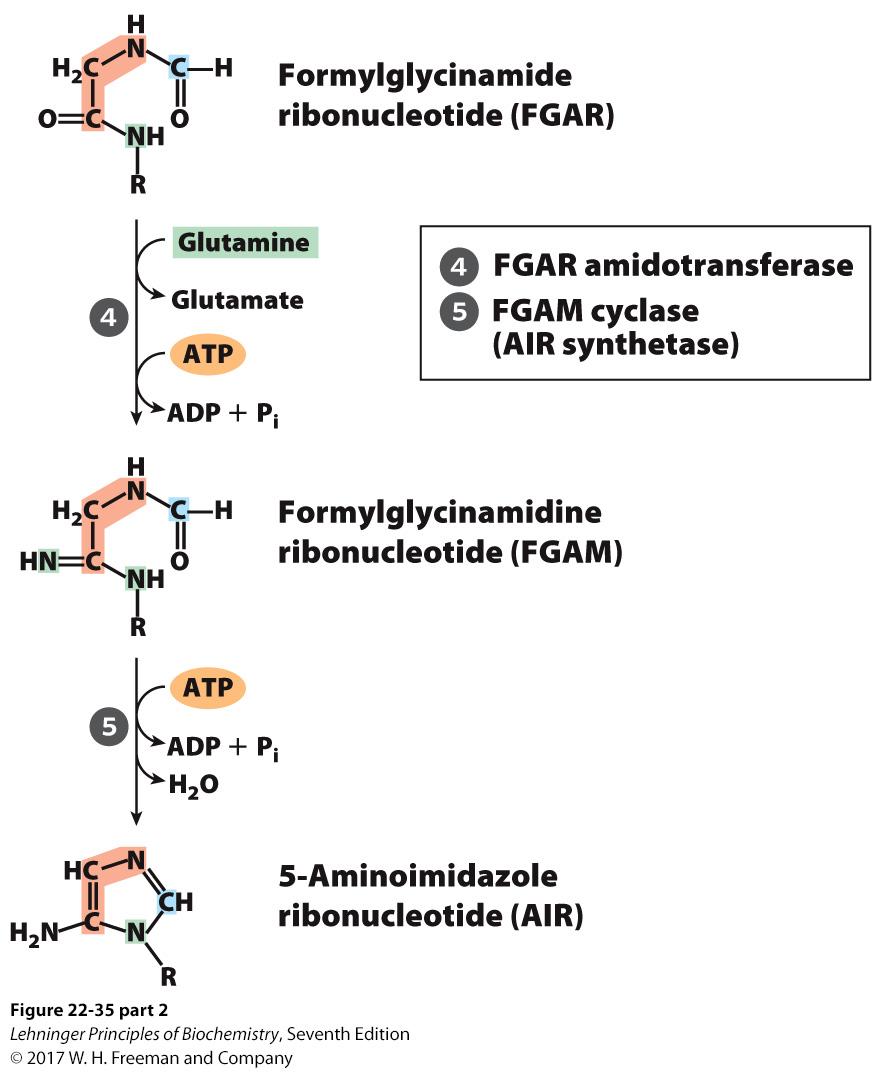 H
H₂C N C—H
O=C NH O
R
Formylglycinamide
ribonucleotide (FGAR)
Glutamine
Glutamate
4
ATP
ADP + Pᵢ
4 FGAR amidotransferase
5 FGAM cyclase
(AIR synthetase)
H
H₂C N C—H
HN=C NH O
R
Formylglycinamidine
ribonucleotide (FGAM)
ATP
5
ADP + Pᵢ
H₂O
HC N
CH
H₂N C N
R
5-Aminoimidazole
ribonucleotide (AIR)
Figure 22-35 part 2
Lehninger Principles of Biochemistry, Seventh Edition
© 2017 W. H. Freeman and Company